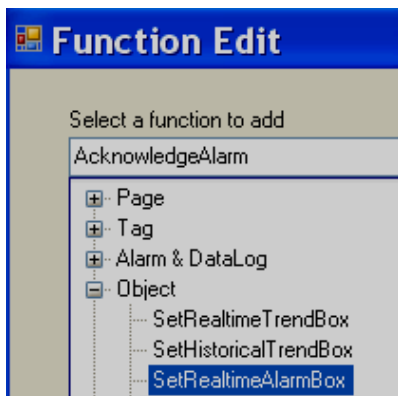 Function Edit
Select a function to add
AcknowledgeAlarm
Page
Tag
Alarm & DataLog
Object
SetRealtimeTrendBox
SetHistoricalTrendBox
SetRealtimeAlarmBox